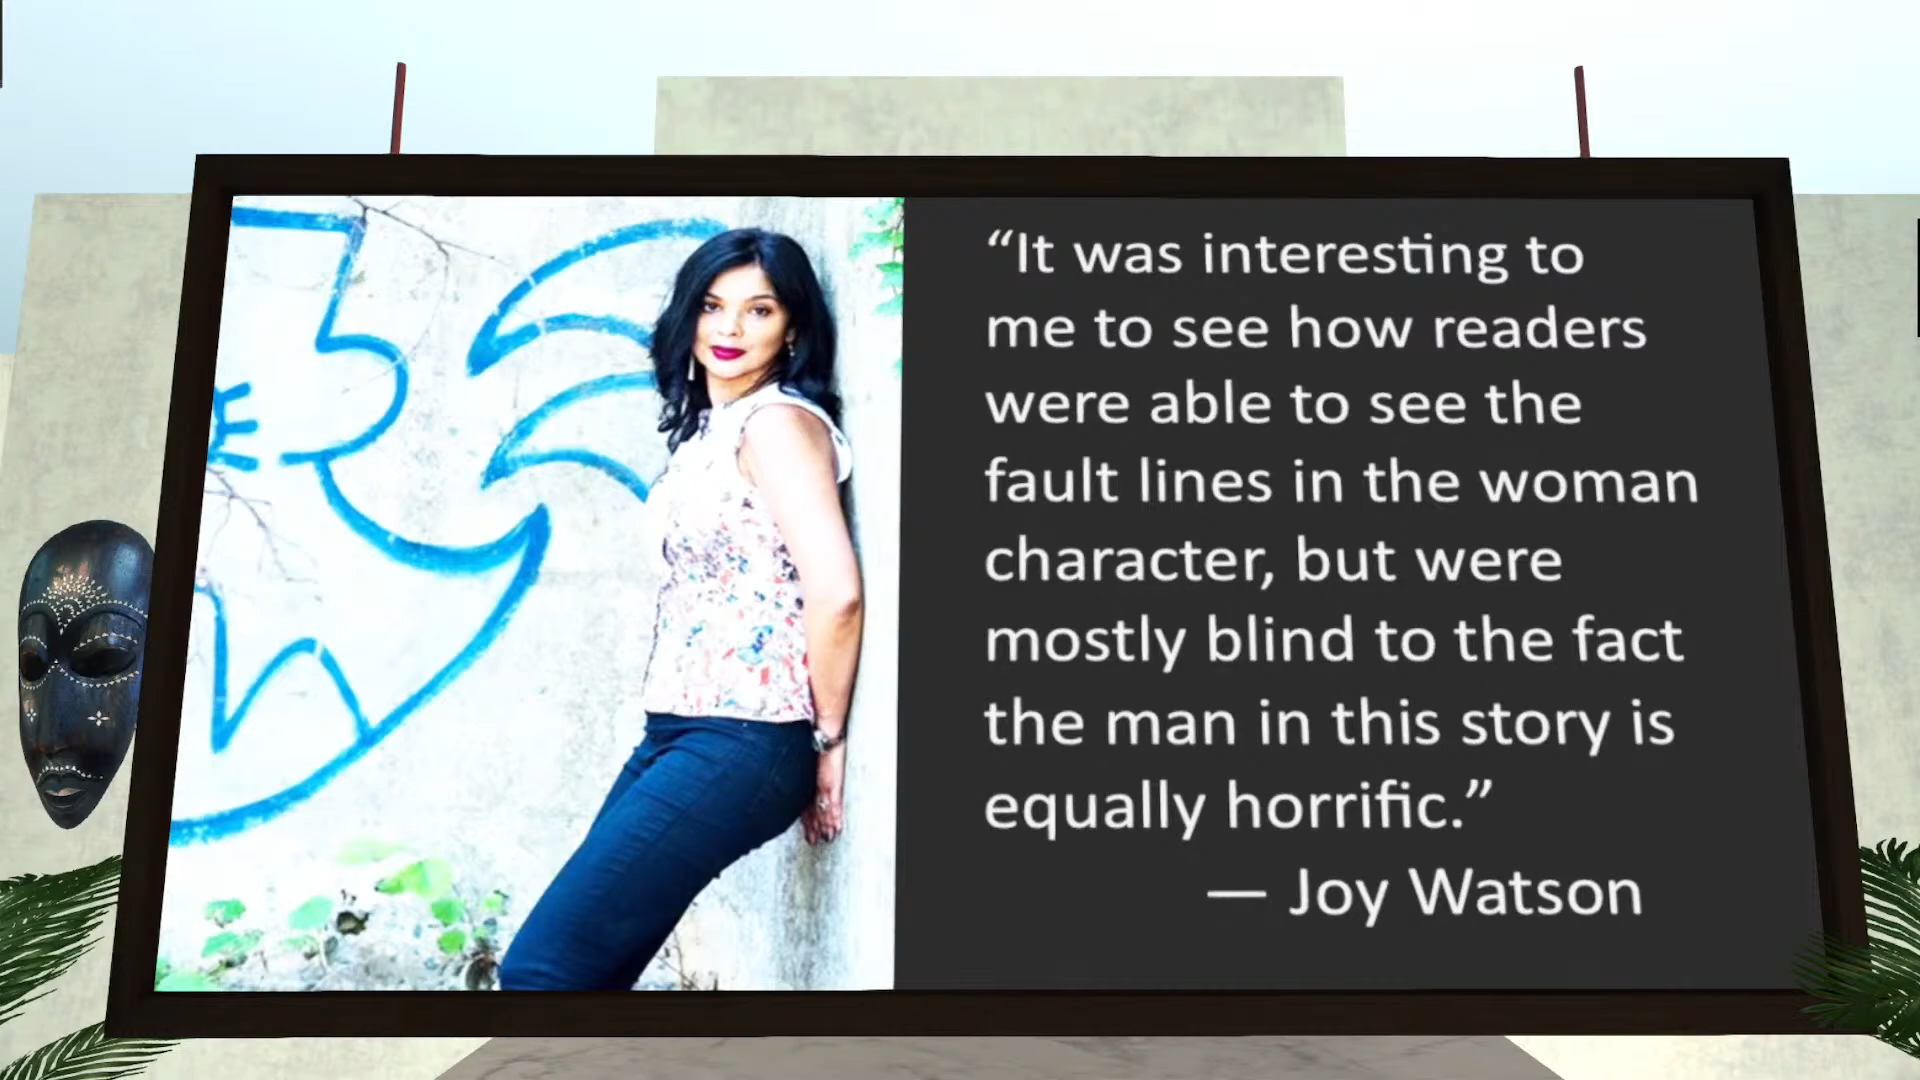 “It was interesting to
me to see how readers
were able to see the
fault lines in the woman
character, but were
mostly blind to the fact
the man in this story is
equally horrific.”
— Joy Watson